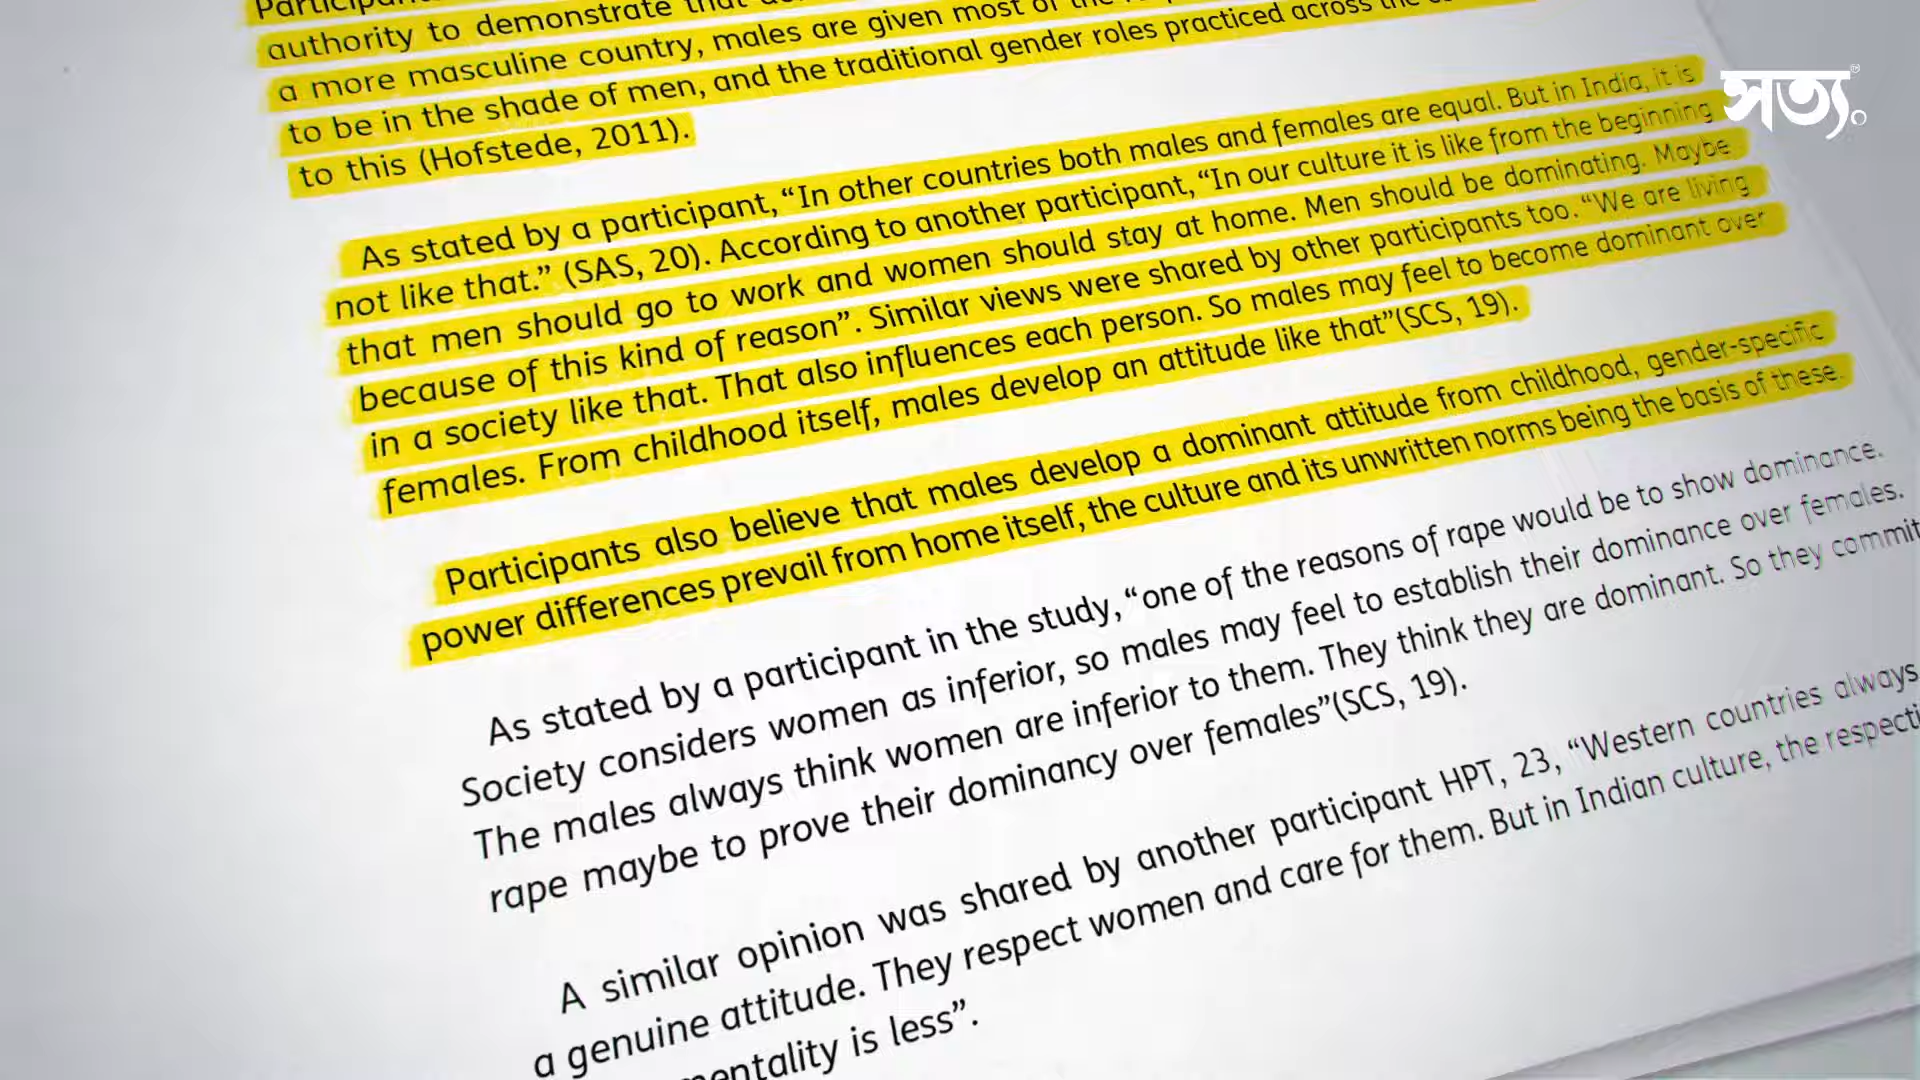 authority to demonstrate that
a more masculine country, males are given most of the
to be in the shade of men, and the traditional gender roles practiced across the
to this (Hofstede, 2011).
সত্য.
As stated by a participant, “In other countries both males and females are equal. But in India, it is
not like that.” (SAS, 20). According to another participant, “In our culture it is like from the beginning
that men should go to work and women should stay at home. Men should be dominating. Maybe
because of this kind of reason”. Similar views were shared by other participants too. “We are living
in a society like that. That also influences each person. So males may feel to become dominant over
females. From childhood itself, males develop an attitude like that”(SCS, 19).
Participants also believe that males develop a dominant attitude from childhood, gender-specific
power differences prevail from home itself, the culture and its unwritten norms being the basis of these.
As stated by a participant in the study, “one of the reasons of rape would be to show dominance.
Society considers women as inferior, so males may feel to establish their dominance over females.
The males always think women are inferior to them. They think they are dominant. So they commit
rape maybe to prove their dominancy over females”(SCS, 19).
A similar opinion was shared by another participant HPT, 23, “Western countries always
a genuine attitude. They respect women and care for them. But in Indian culture, the
mentality is less”.